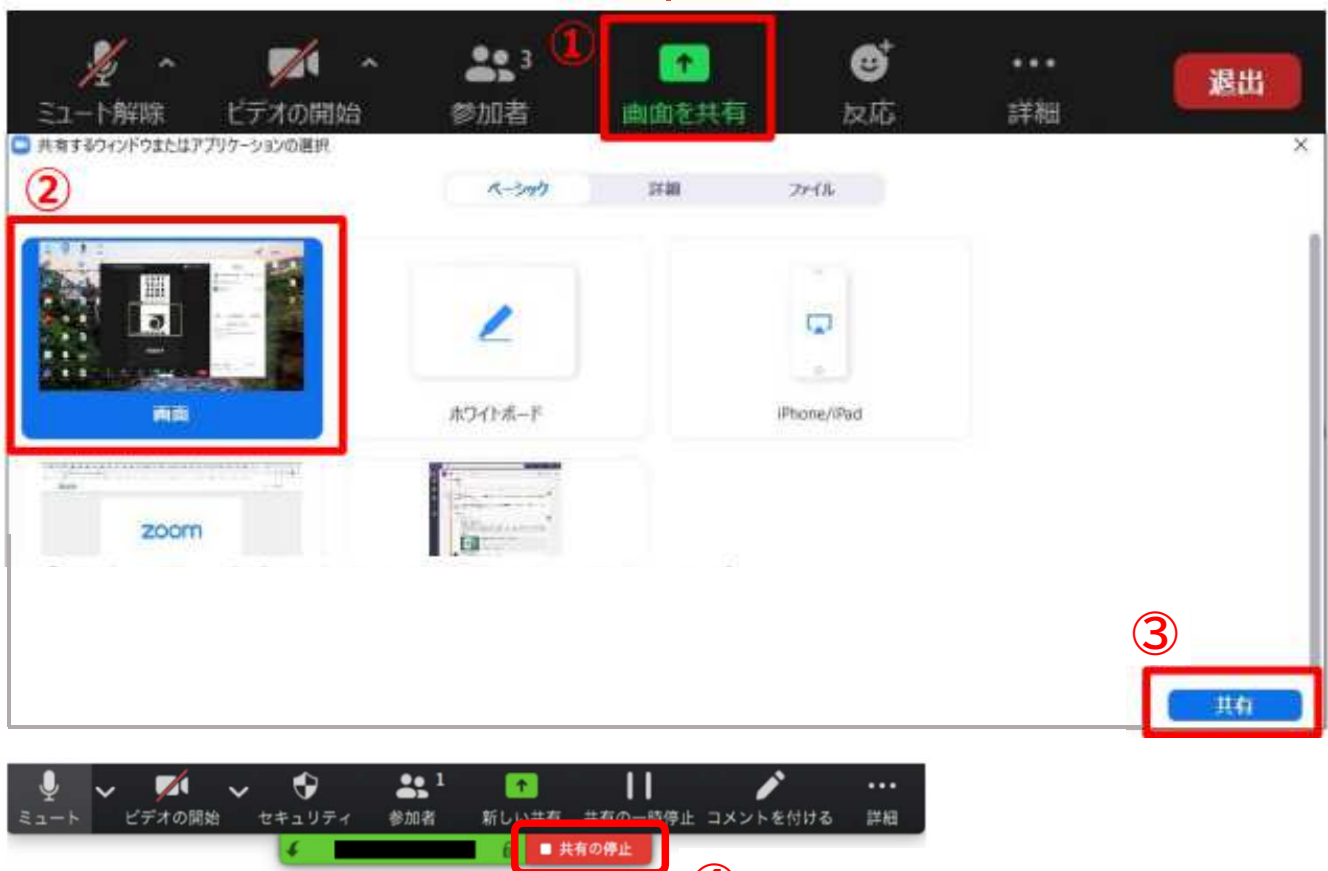 ①
3
ミュート解除 ビデオの開始 参加者 画面を共有 反応 詳細 退出
共有するウィンドウまたはアプリケーションの選択
②
ベーシック 詳細 ファイル
画面 ホワイトボード iPhone/iPad
zoom
③
共有
1
ミュート ビデオの開始 セキュリティ 参加者 新しい共有 共有の一時停止 コメントを付ける 詳細
共有の停止